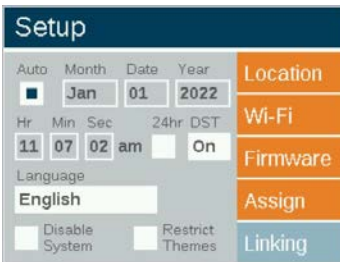 Setup
Auto Month Date Year
Jan 01 2022
Hr Min Sec 24hr DST
11 07 02 am On
Language
English
Disable System
Restrict Themes
Location
Wi-Fi
Firmware
Assign
Linking